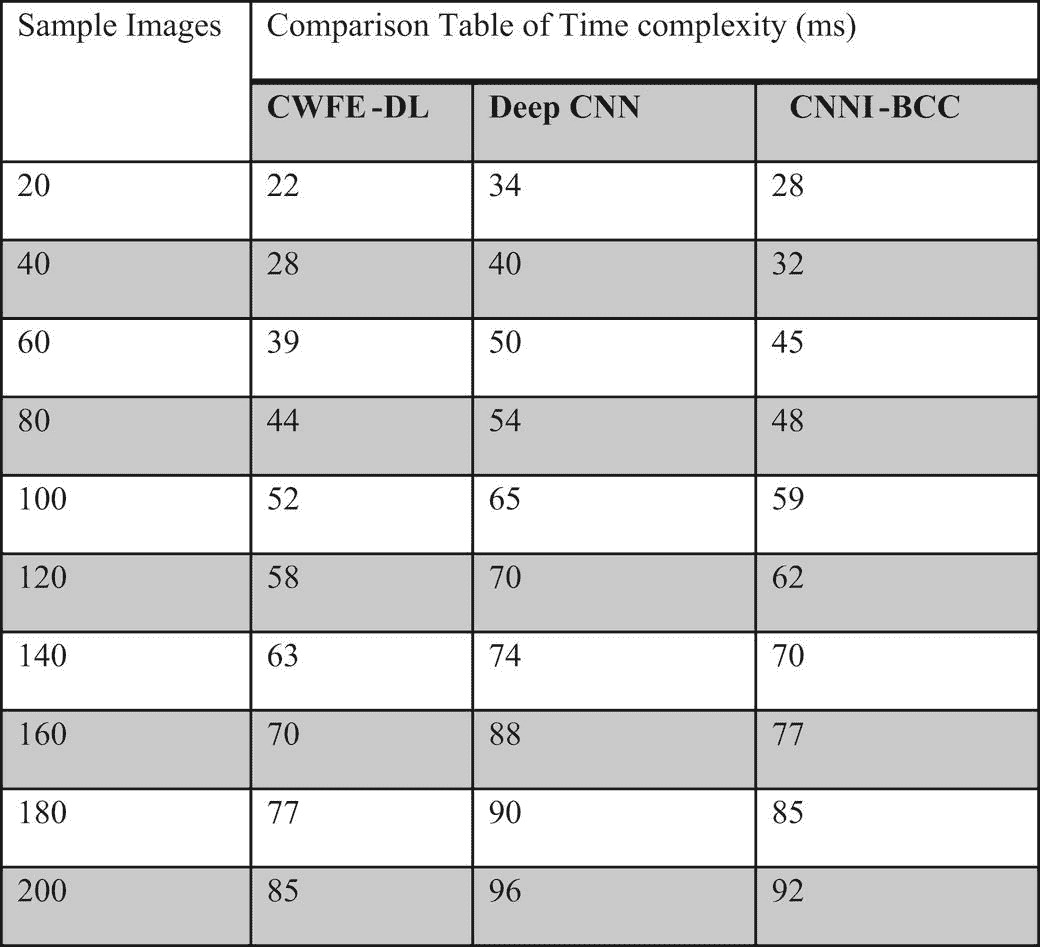 Sample Images Comparison Table of Time complexity (ms)
CWFE-DL Deep CNN CNNI-BCC
20 22 34 28
40 28 40 32
60 39 50 45
80 44 54 48
100 52 65 59
120 58 70 62
140 63 74 70
160 70 88 77
180 77 90 85
200 85 96 92